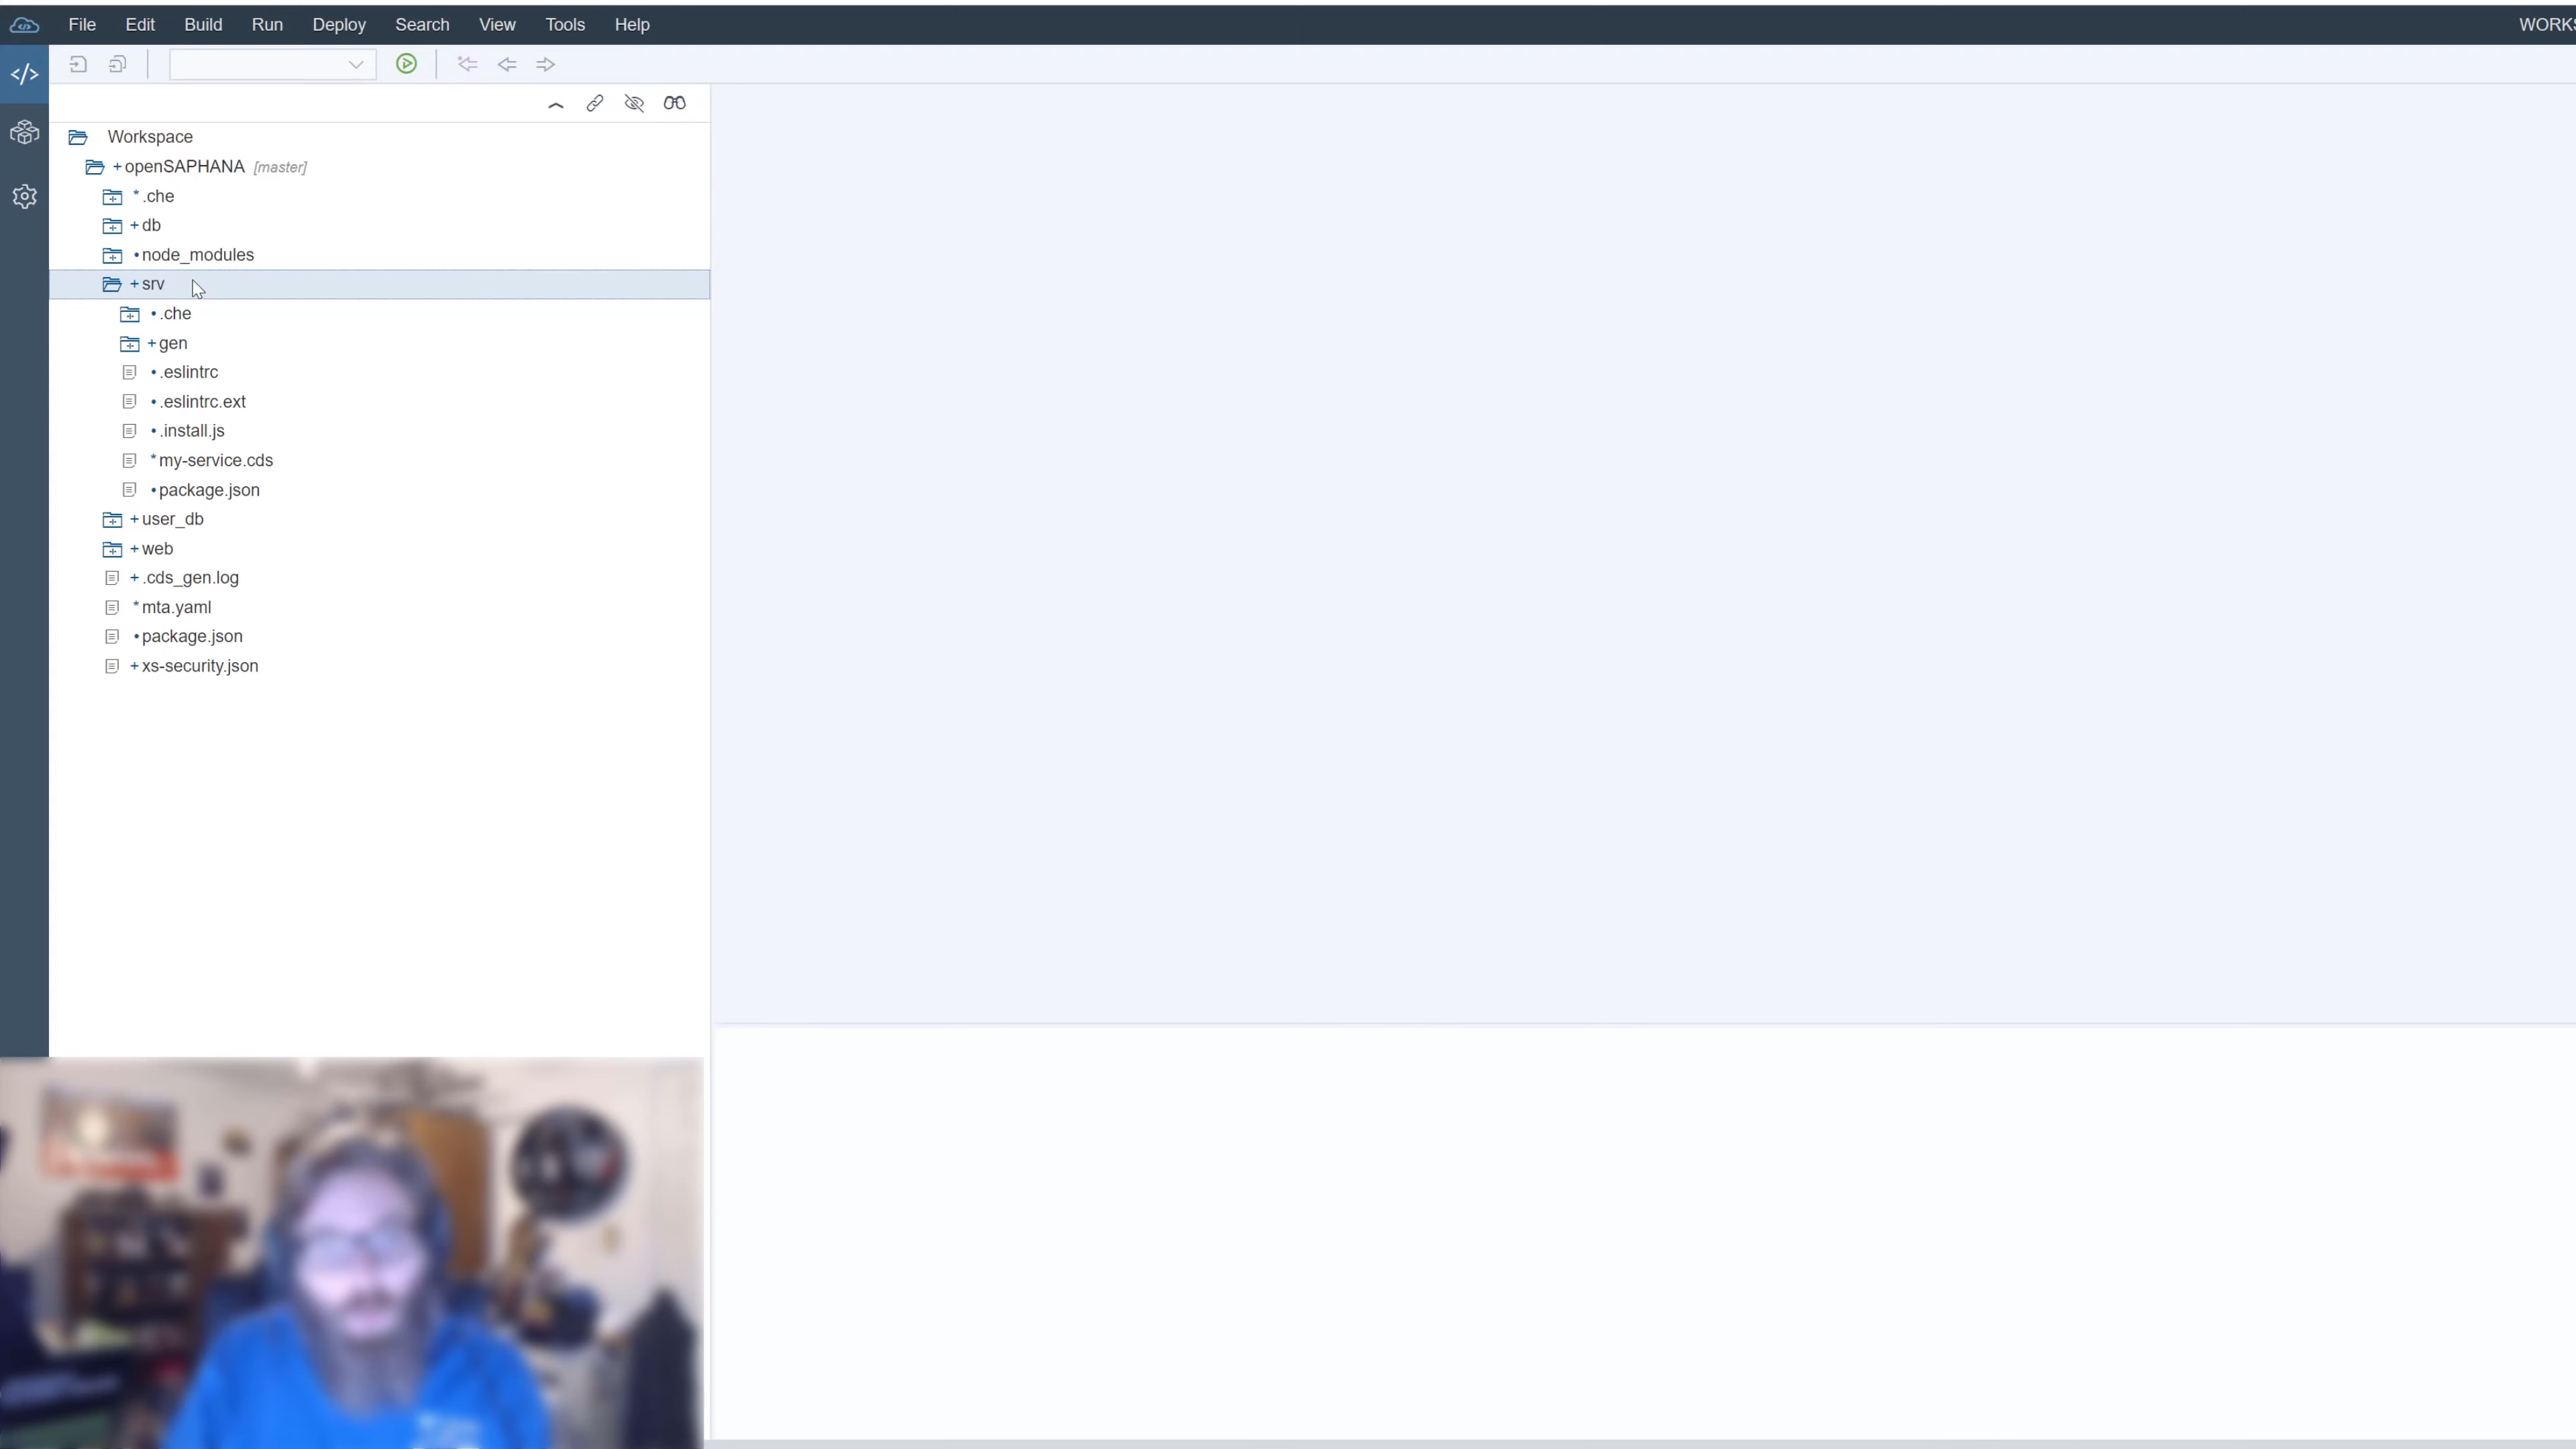 File Edit Build Run Deploy Search View Tools Help WORKS
Workspace
+openSAPHANA [master]
*.che
+db
•node_modules
+srv
•.che
+gen
•.eslintrc
•.eslintrc.ext
•.install.js
*my-service.cds
•package.json
+user_db
+web
+.cds_gen.log
*mta.yaml
•package.json
+xs-security.json